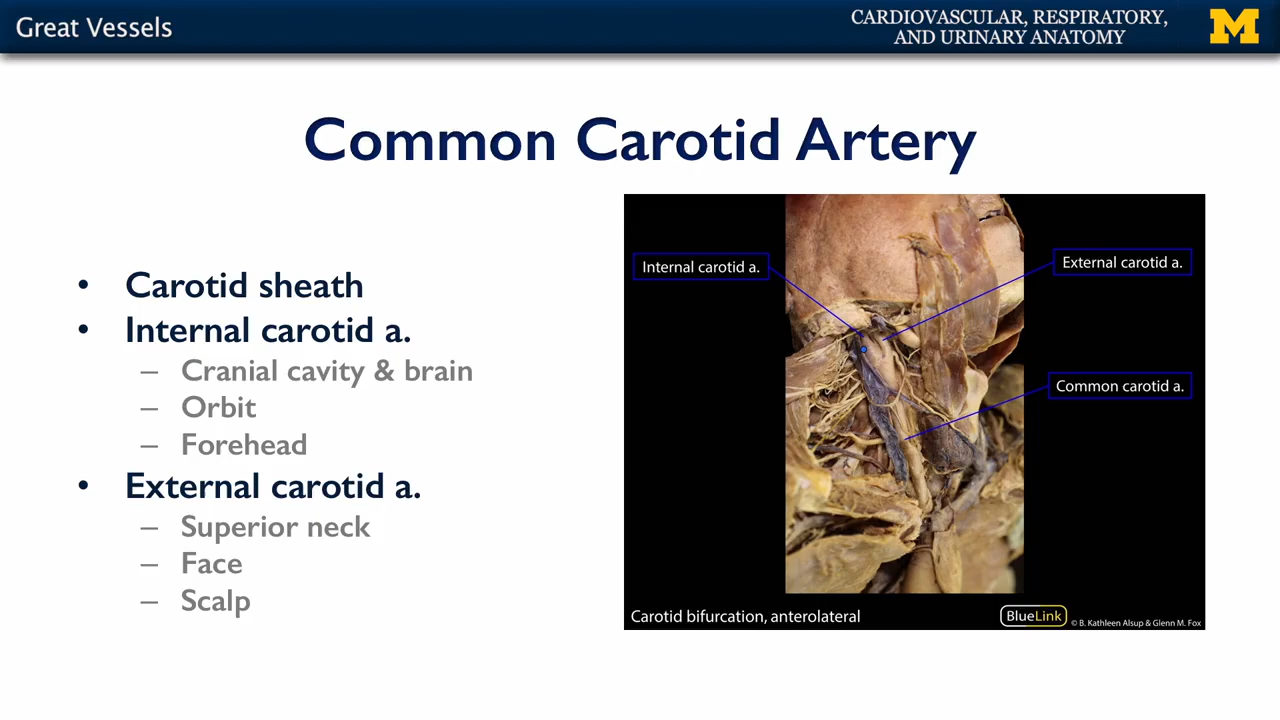 Great Vessels
CARDIOVASCULAR, RESPIRATORY,
AND URINARY ANATOMY
M
Common Carotid Artery
• Carotid sheath
• Internal carotid a.
– Cranial cavity & brain
– Orbit
– Forehead
• External carotid a.
– Superior neck
– Face
– Scalp
Internal carotid a.
External carotid a.
Common carotid a.
Carotid bifurcation, anterolateral
BlueLink
© B. Kathleen Alsup & Glenn M. Fox